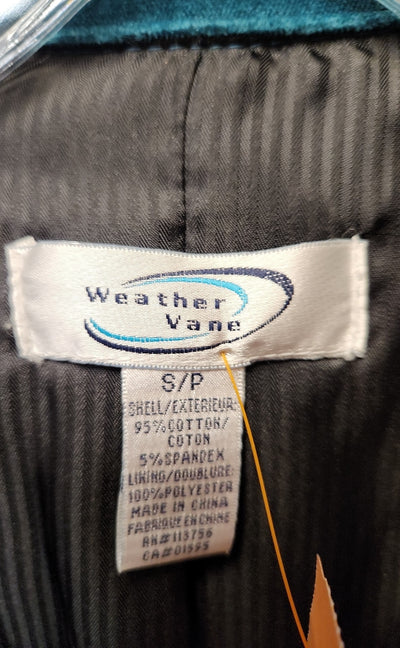 Weather
Vane
S/P
SHELL/EXTERIEUR:
95%COTTON/
COTON
5%SPANDEX
LINING/DOUBLURE:
100%POLYESTER
MADE IN CHINA
FABRIQUE EN CHINE
RN#113756
CA#01595